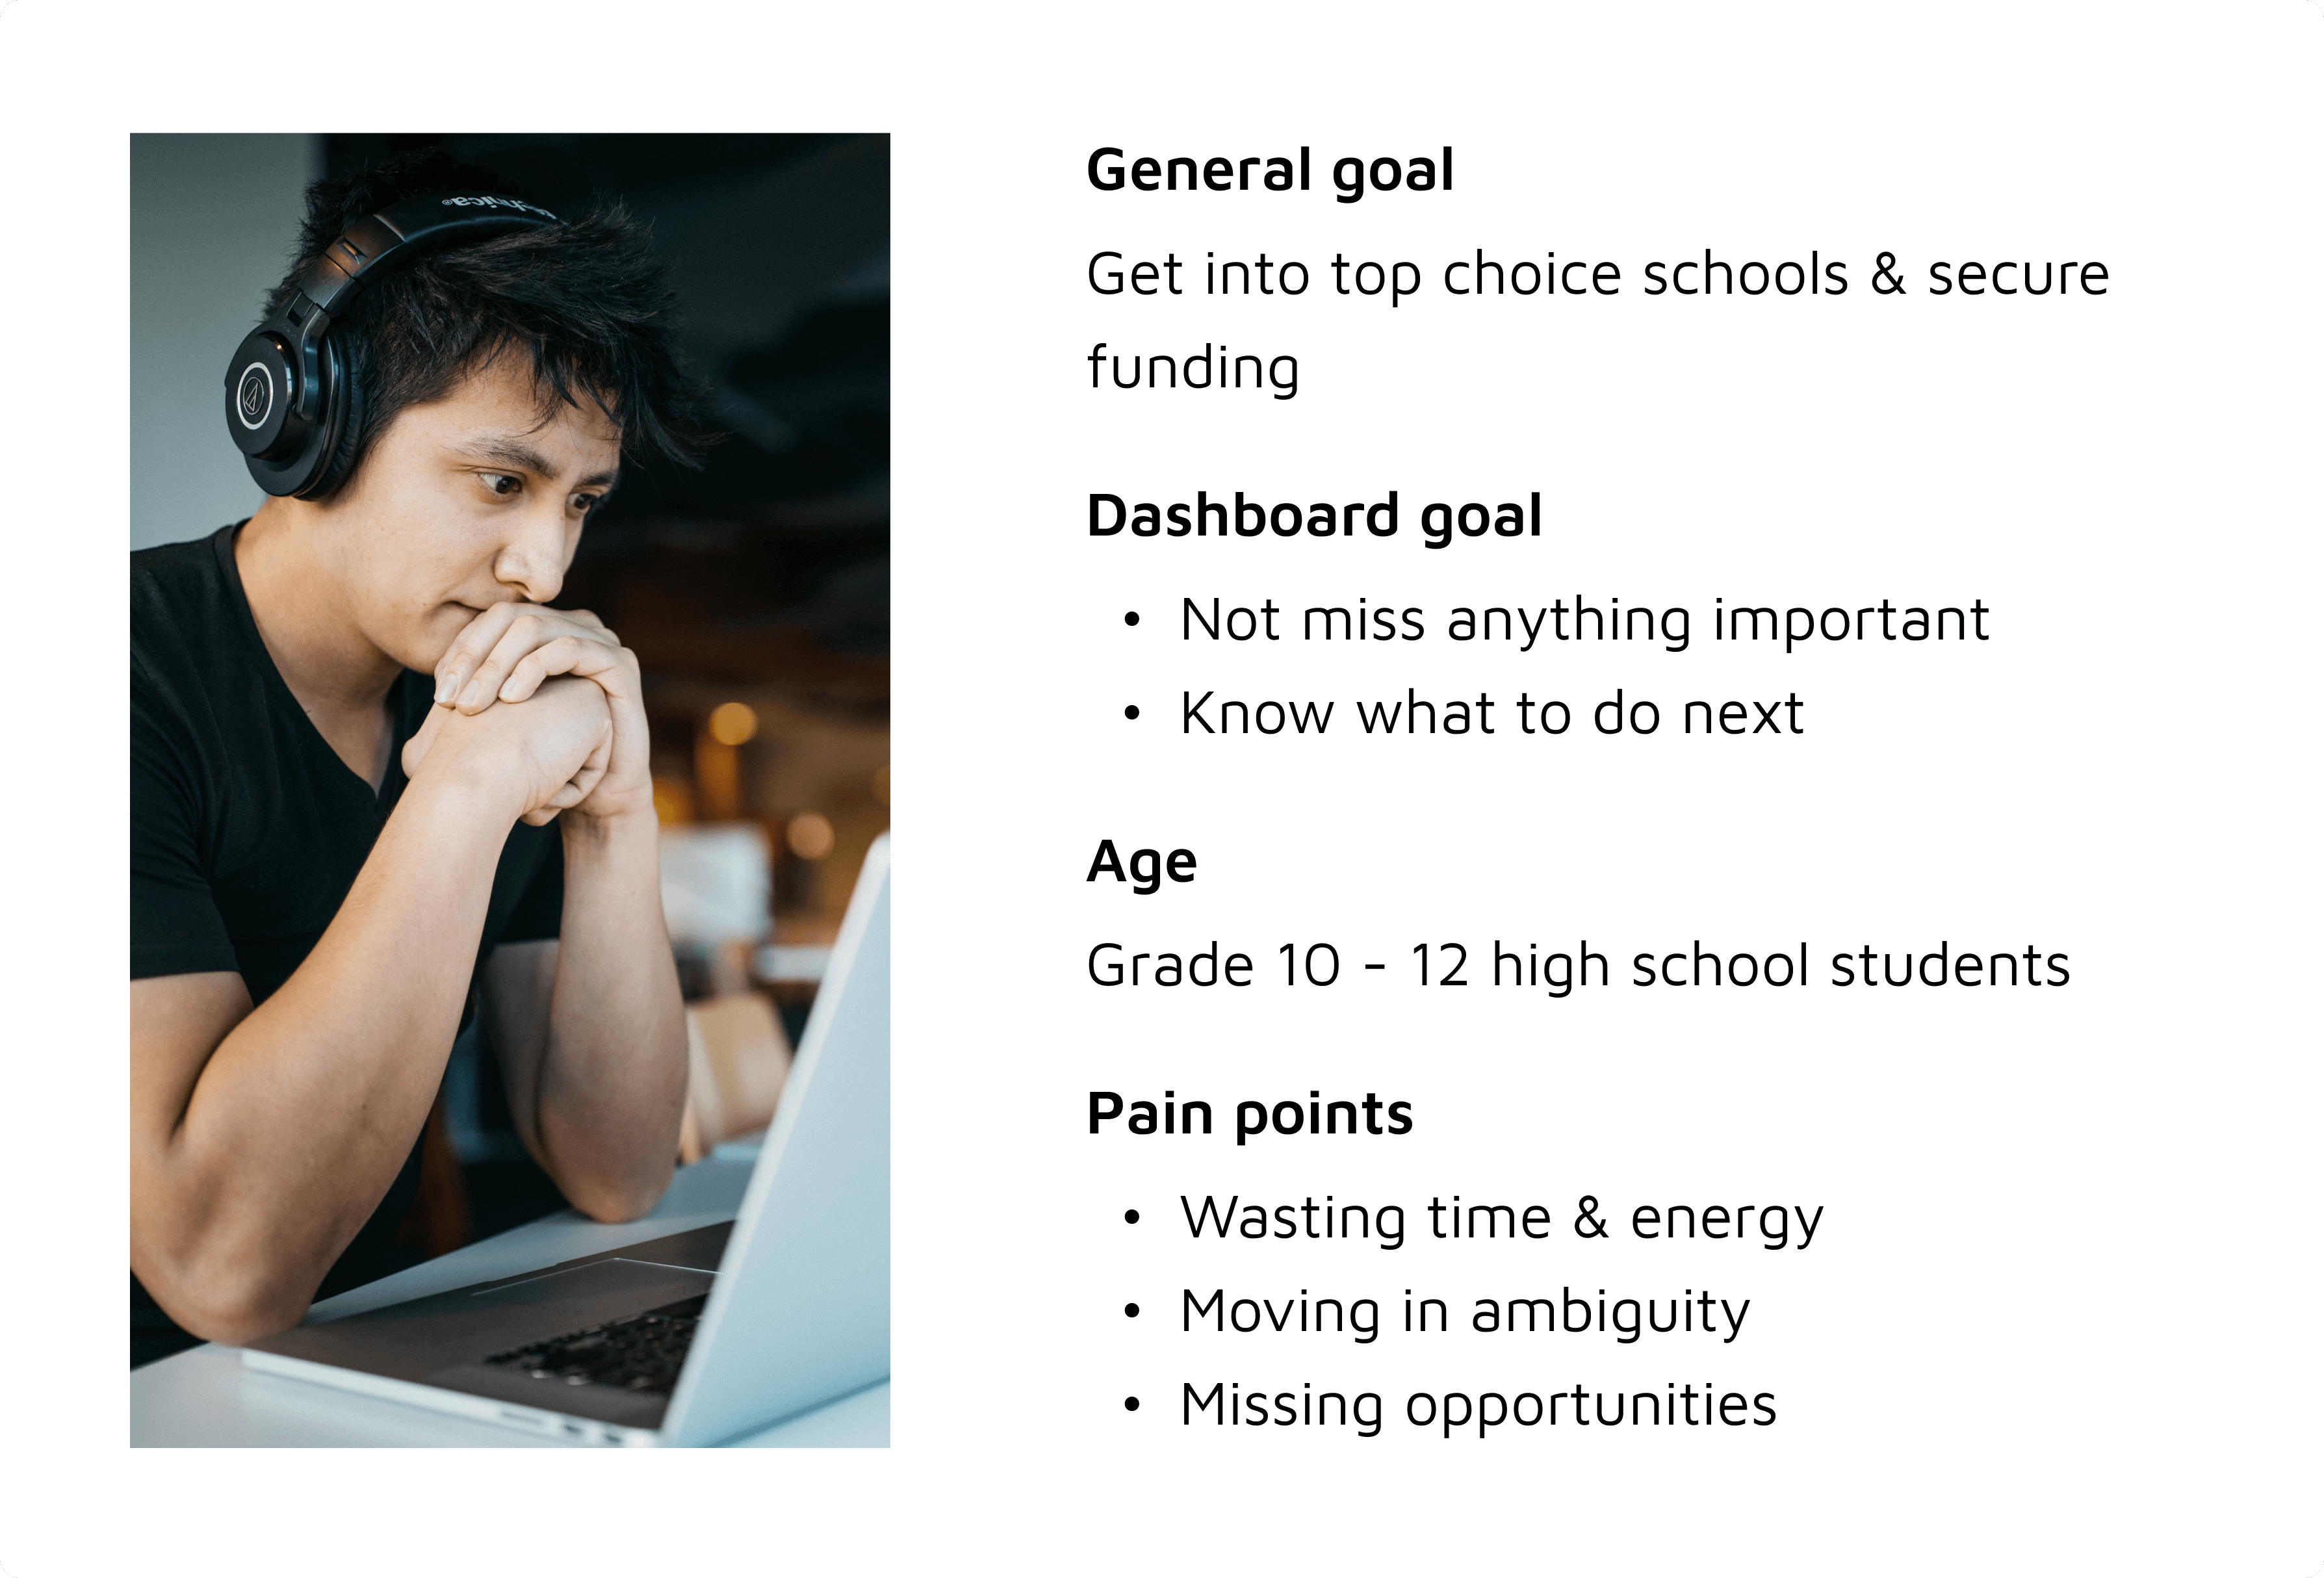 technica®
General goal
Get into top choice schools & secure
funding
Dashboard goal
• Not miss anything important
• Know what to do next
Age
Grade 10 - 12 high school students
Pain points
• Wasting time & energy
• Moving in ambiguity
• Missing opportunities